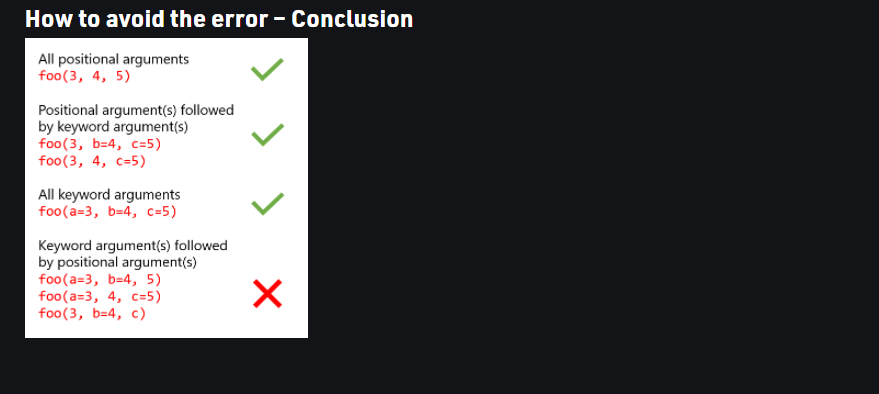 How to avoid the error – Conclusion
All positional arguments
foo(3, 4, 5)
Positional argument(s) followed
by keyword argument(s)
foo(3, b=4, c=5)
foo(3, 4, c=5)
All keyword arguments
foo(a=3, b=4, c=5)
Keyword argument(s) followed
by positional argument(s)
foo(a=3, b=4, 5)
foo(a=3, 4, c=5)
foo(3, b=4, c)